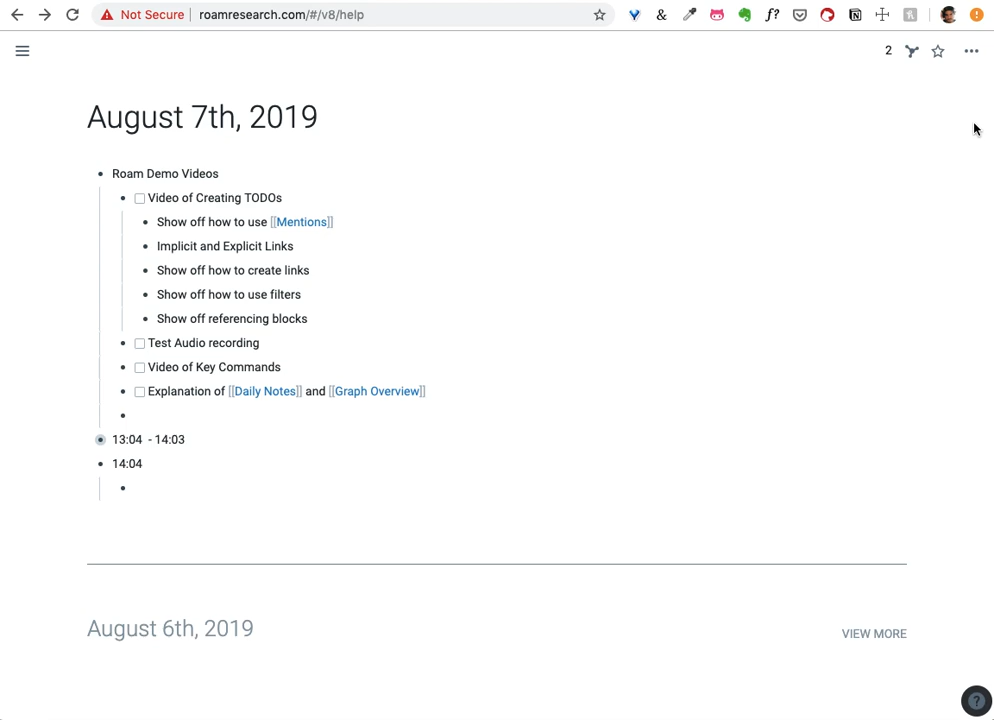 Not Secure
roamresearch.com/#/v8/help
2
August 7th, 2019
Roam Demo Videos
Video of Creating TODOs
Show off how to use [[Mentions]]
Implicit and Explicit Links
Show off how to create links
Show off how to use filters
Show off referencing blocks
Test Audio recording
Video of Key Commands
Explanation of [[Daily Notes]] and [[Graph Overview]]
13:04 - 14:03
14:04
August 6th, 2019
VIEW MORE